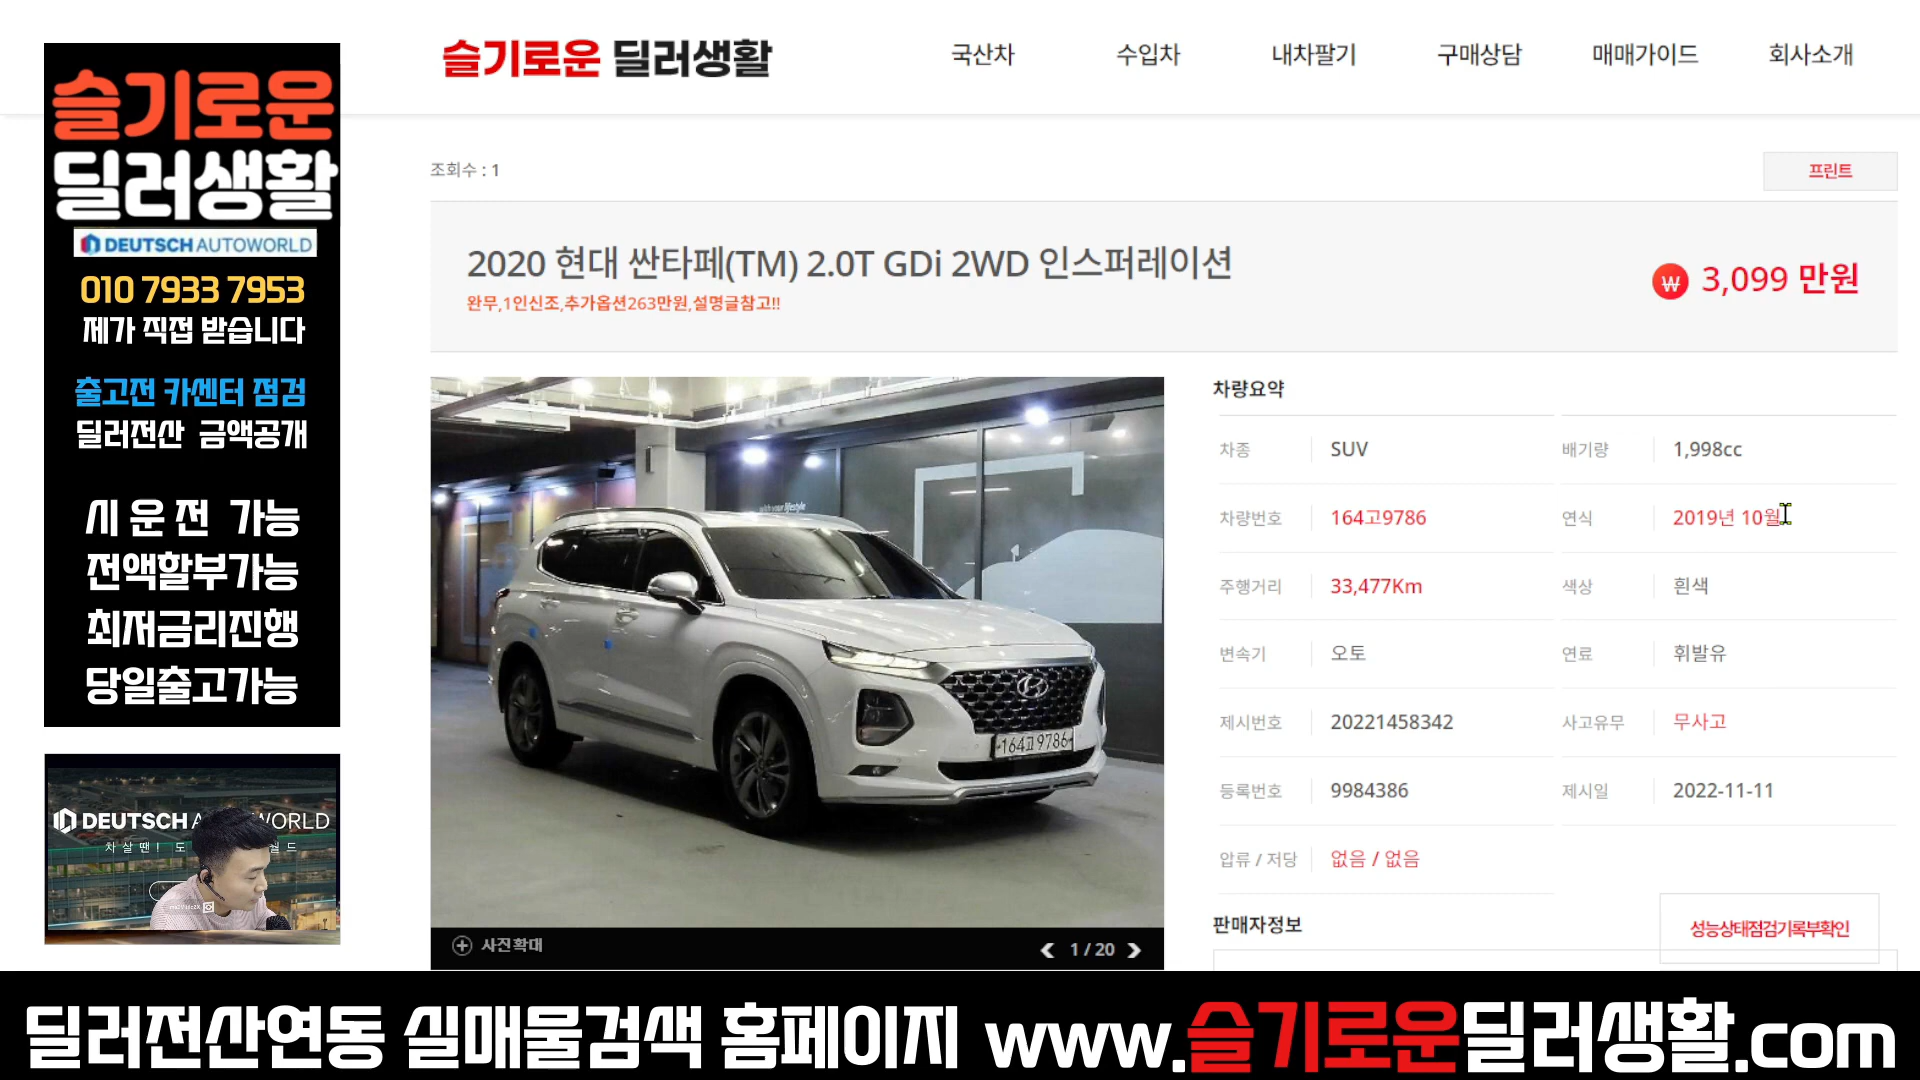 슬기로운
딜러생활
DEUTSCH AUTOWORLD
010 7933 7953
제가 직접 받습니다
출고전 카센터 점검
딜러전산 금액공개
시 운 전 가능
전액할부가능
최저금리진행
당일출고가능
슬기로운 딜러생활
국산차 수입차 내차팔기 구매상담 매매가이드 회사소개
조회수 : 1
프린트
2020 현대 싼타페(TM) 2.0T GDi 2WD 인스퍼레이션
완무,1인신조,추가옵션263만원,설명글참고!!
₩ 3,099 만원
with your lifestyle
164고9786
사진확대
1 / 20
차량요약
차종 SUV 배기량 1,998cc
차량번호 164고9786 연식 2019년 10월
주행거리 33,477Km 색상 흰색
변속기 오토 연료 휘발유
제시번호 20221458342 사고유무 무사고
등록번호 9984386 제시일 2022-11-11
압류 / 저당 없음 / 없음
판매자정보
성능상태점검기록부확인
DEUTSCH A WORLD
차 살 땐 ! 도 월 드
딜러전산연동 실매물검색 홈페이지 www.슬기로운딜러생활.com